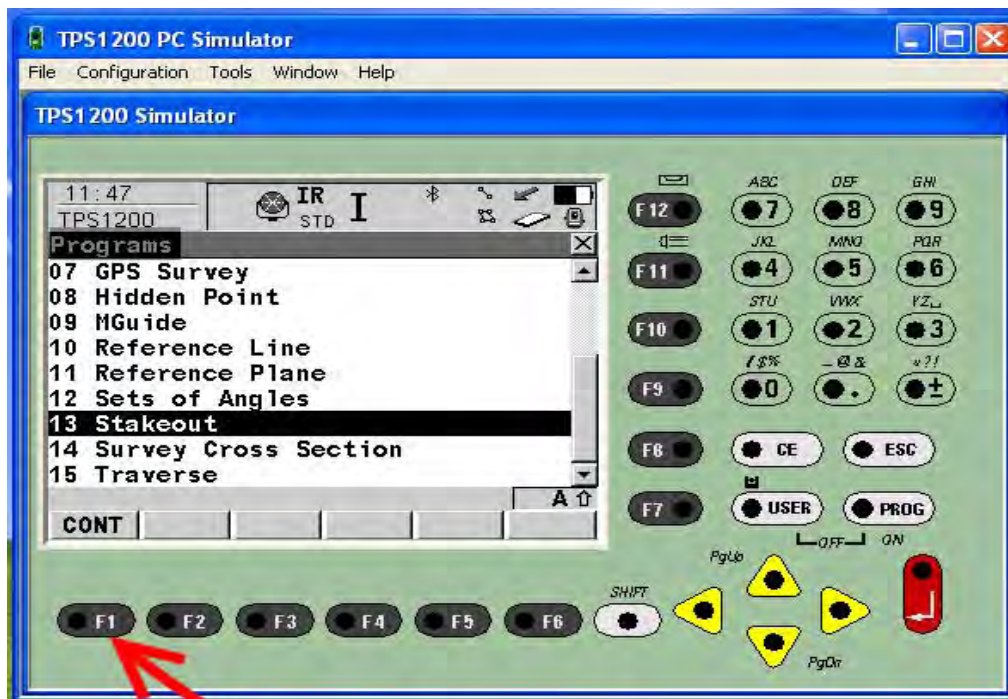 TPS1200 PC Simulator
File Configuration Tools Window Help
TPS1200 Simulator
11:47
TPS1200
IR
STD
I
Programs
07 GPS Survey
08 Hidden Point
09 MGuide
10 Reference Line
11 Reference Plane
12 Sets of Angles
13 Stakeout
14 Survey Cross Section
15 Traverse
A
CONT
ABC DEF GHI
F12 7 8 9
JKL MNO PQR
F11 4 5 6
STU VWX YZ
F10 1 2 3
/$% _@&
F9 0 . ±
F8 CE ESC
F7 USER PROG
OFF ON
PgUp
SHIFT
F1 F2 F3 F4 F5 F6
PgDn